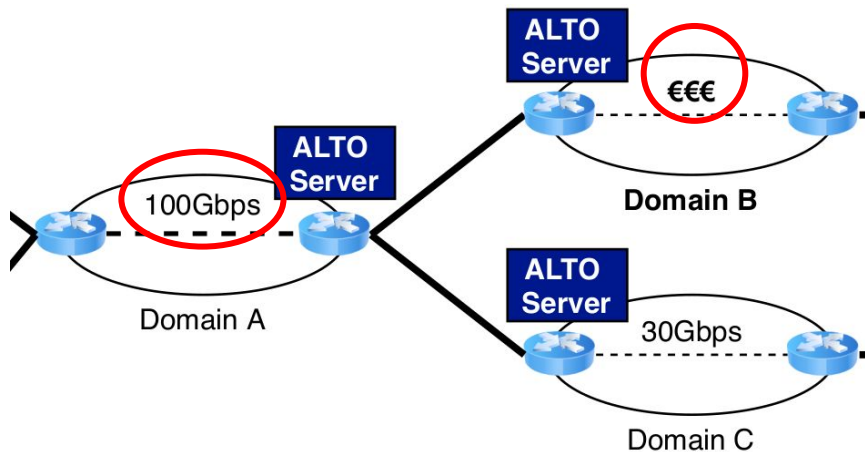 ALTO
Server
€€€
Domain B
ALTO
Server
100Gbps
Domain A
ALTO
Server
30Gbps
Domain C